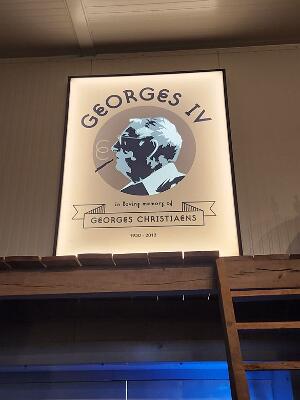 GEORGES IV
in loving memory of
GEORGES CHRISTIAENS
1930 - 2013